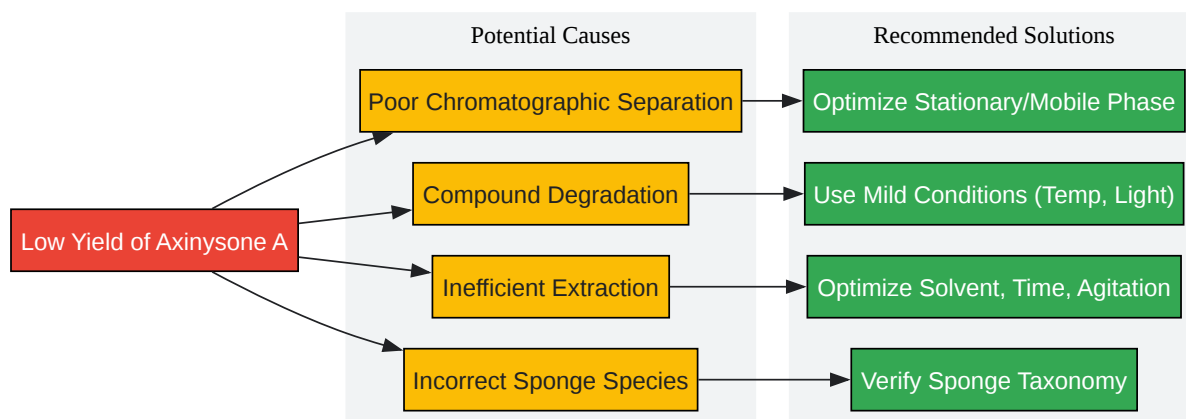 Potential Causes
Recommended Solutions
Poor Chromatographic Separation
Optimize Stationary/Mobile Phase
Compound Degradation
Use Mild Conditions (Temp, Light)
Low Yield of Axinysone A
Inefficient Extraction
Optimize Solvent, Time, Agitation
Incorrect Sponge Species
Verify Sponge Taxonomy